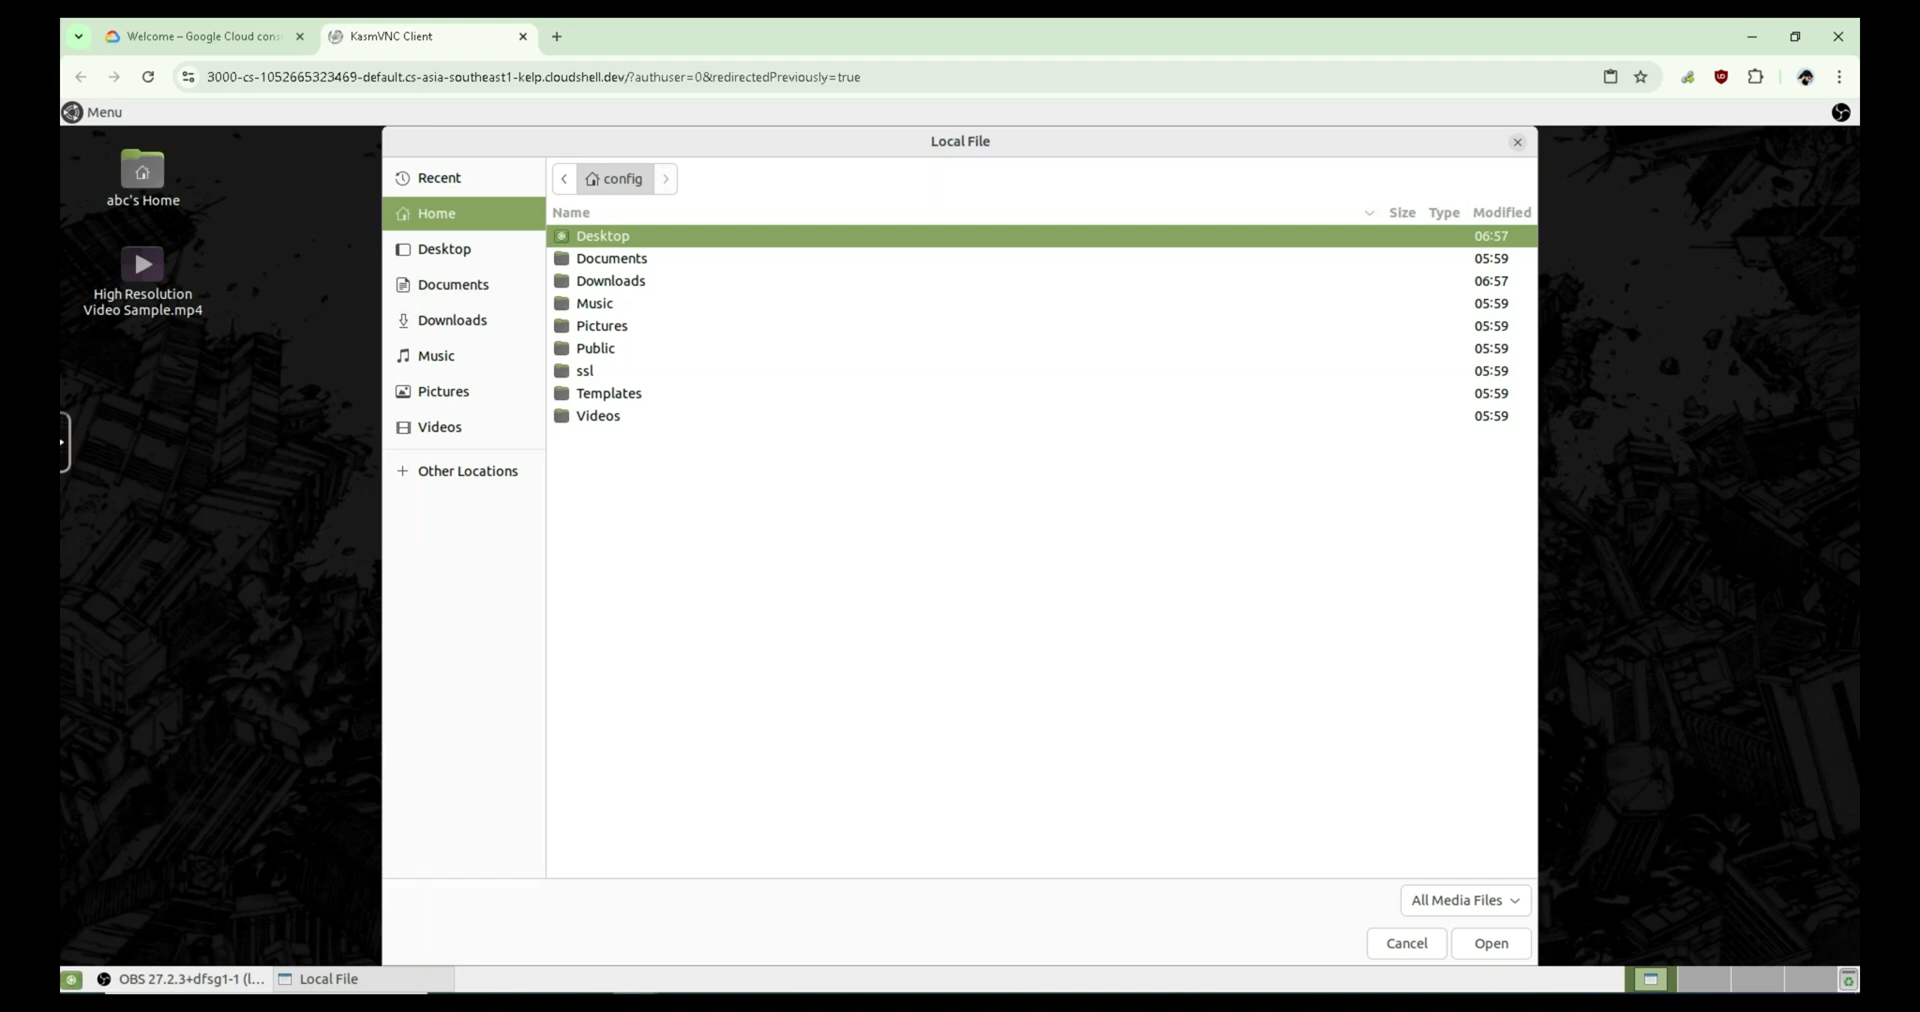 Welcome – Google Cloud cons
KasmVNC Client
3000-cs-1052665323469-default.cs-asia-southeast1-kelp.cloudshell.dev/?authuser=0&redirectedPreviously=true
Menu
abc's Home
High Resolution
Video Sample.mp4
Local File
Recent
Home
Desktop
Documents
Downloads
Music
Pictures
Videos
Other Locations
config
Name Size Type Modified
Desktop 06:57
Documents 05:59
Downloads 06:57
Music 05:59
Pictures 05:59
Public 05:59
ssl 05:59
Templates 05:59
Videos 05:59
All Media Files
Cancel Open
OBS 27.2.3+dfsg1-1 (l...
Local File